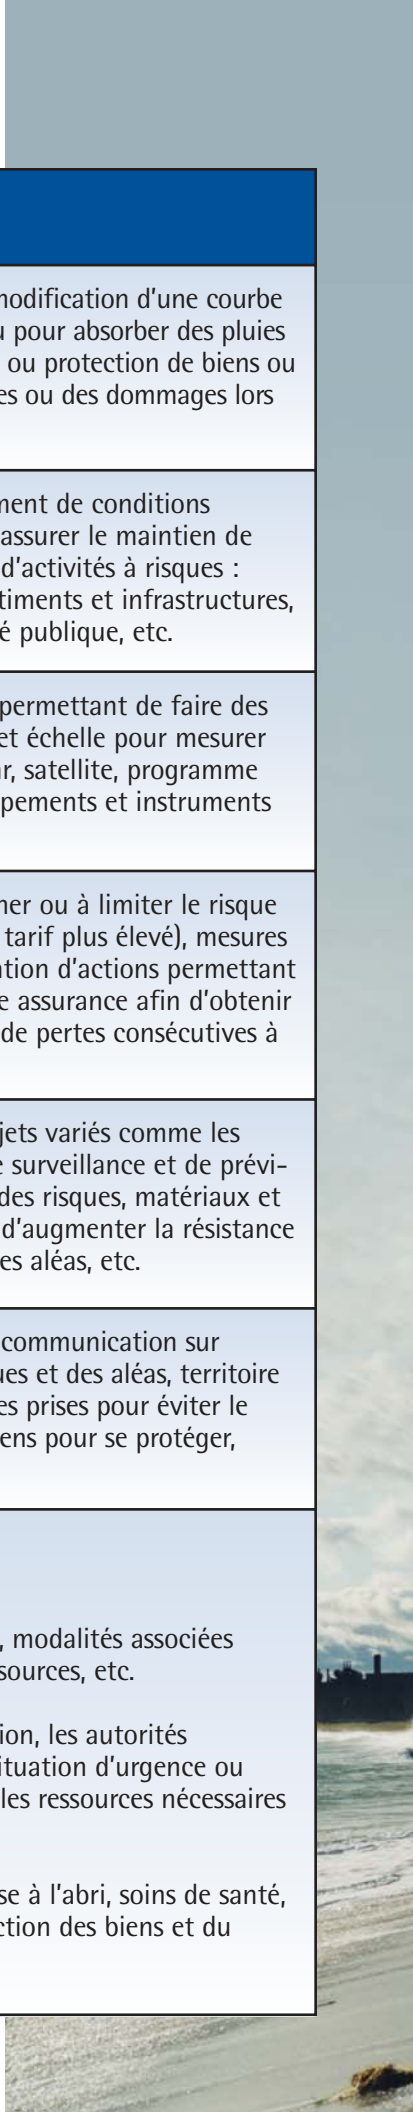 modification d’une courbe
pour absorber des pluies
ou protection de biens ou
es ou des dommages lors
ment de conditions
assurer le maintien de
d’activités à risques :
timents et infrastructures,
é publique, etc.
permettant de faire des
et échelle pour mesurer
r, satellite, programme
pements et instruments
mer ou à limiter le risque
tarif plus élevé), mesures
ation d’actions permettant
e assurance afin d’obtenir
de pertes consécutives à
jets variés comme les
e surveillance et de prévi-
des risques, matériaux et
d’augmenter la résistance
es aléas, etc.
communication sur
ues et des aléas, territoire
es prises pour éviter le
ens pour se protéger,
, modalités associées
sources, etc.
ion, les autorités
ituation d’urgence ou
les ressources nécessaires
se à l’abri, soins de santé,
ction des biens et du